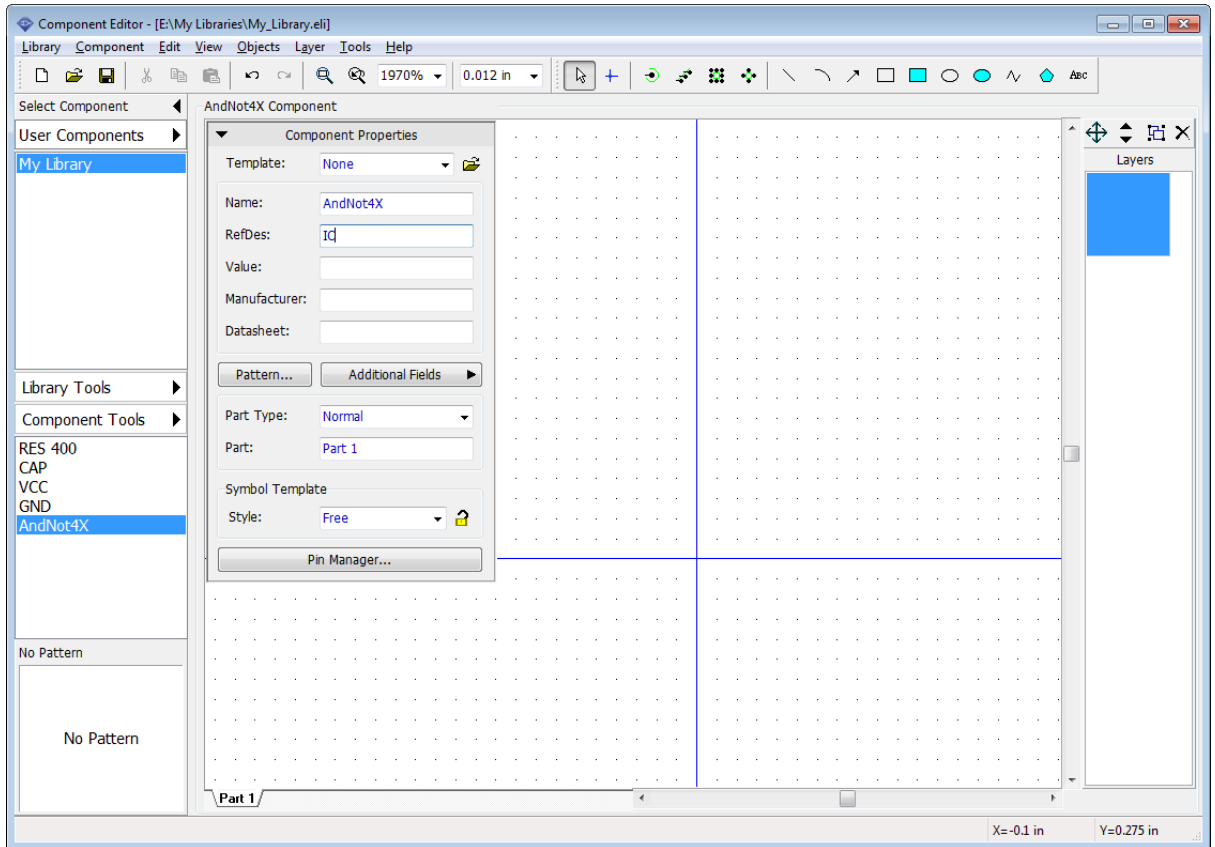 Component Editor - [E:\My Libraries\My_Library.eli]
Library Component Edit View Objects Layer Tools Help
1970% 0.012 in ABC
Select Component
User Components
My Library
Library Tools
Component Tools
RES 400
CAP
VCC
GND
AndNot4X
No Pattern
No Pattern
AndNot4X Component
Component Properties
Template: None
Name: AndNot4X
RefDes: IC
Value:
Manufacturer:
Datasheet:
Pattern... Additional Fields
Part Type: Normal
Part: Part 1
Symbol Template
Style: Free
Pin Manager...
Part 1
Layers
X=-0.1 in Y=0.275 in